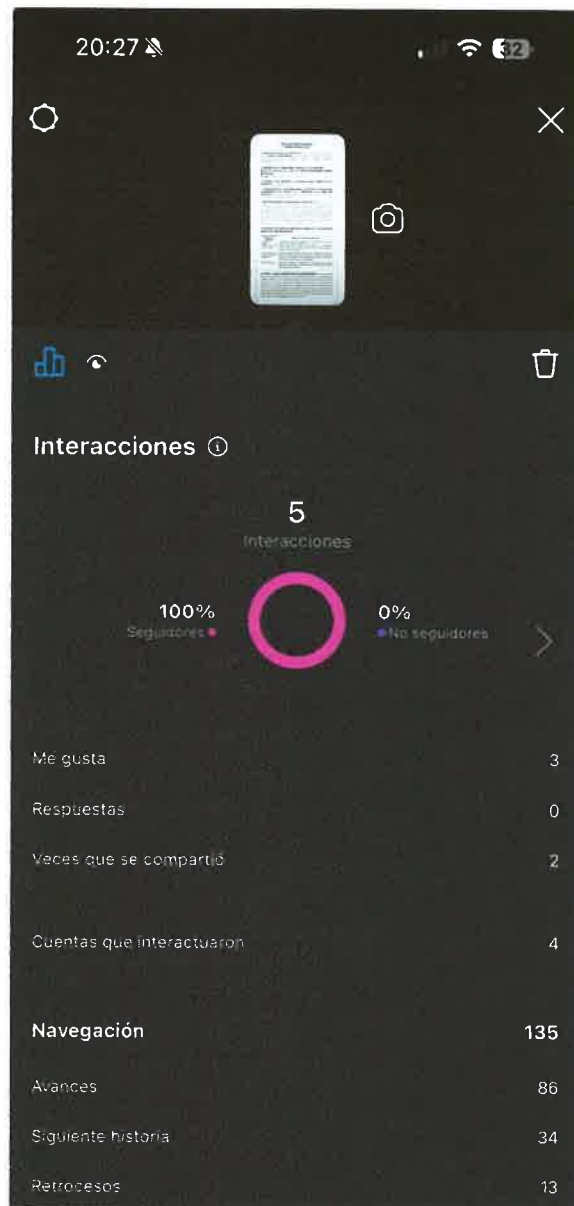 20:27
32
Interacciones
5
Interacciones
100%
Seguidores
0%
No seguidores
Me gusta 3
Respuestas 0
Veces que se compartió 2
Cuentas que interactuaron 4
Navegación 135
Avances 86
Siguiente historia 34
Retrocesos 13